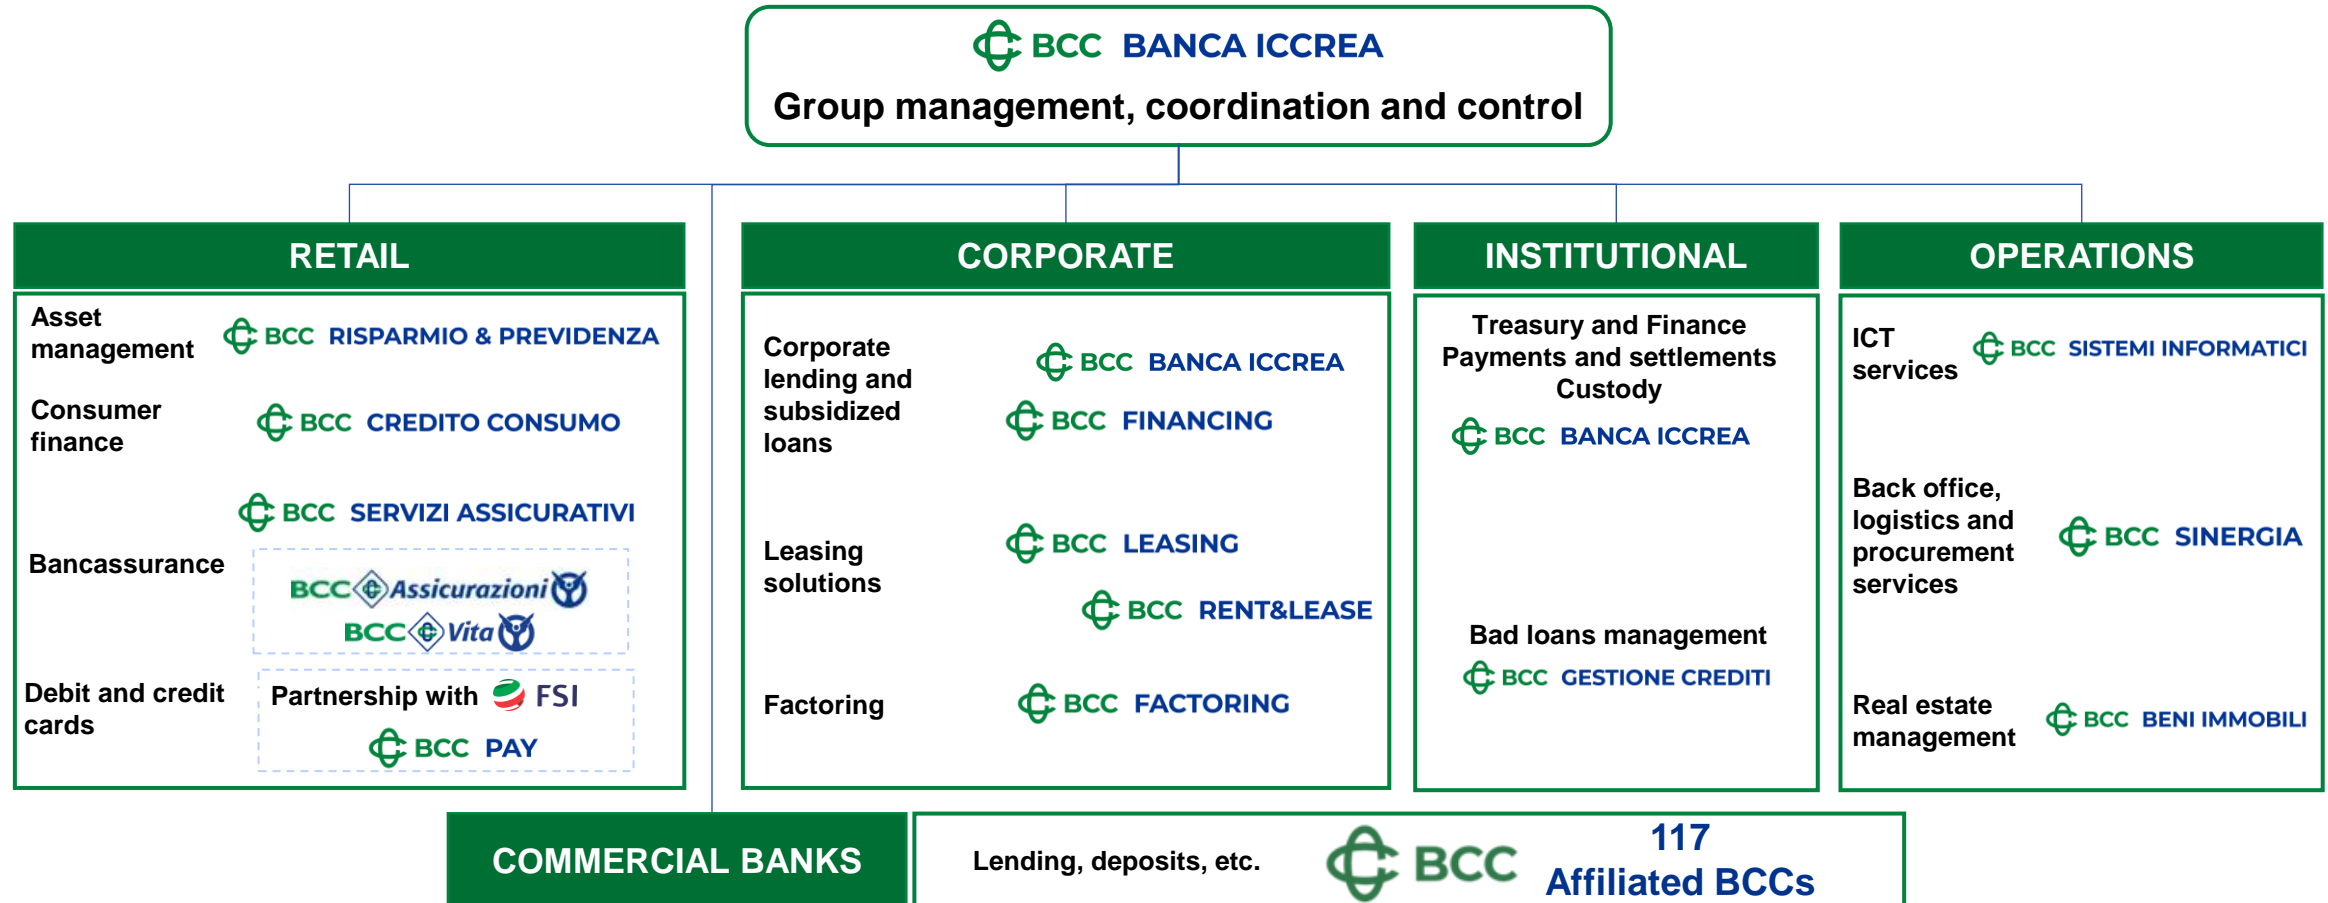 BCC BANCA ICCREA
Group management, coordination and control
RETAIL
Asset
management
BCC RISPARMIO & PREVIDENZA
Consumer
finance
BCC CREDITO CONSUMO
BCC SERVIZI ASSICURATIVI
Bancassurance
BCC Assicurazioni
BCC Vita
Debit and credit
cards
Partnership with FSI
BCC PAY
CORPORATE
Corporate
lending and
subsidized
loans
BCC BANCA ICCREA
BCC FINANCING
Leasing
solutions
BCC LEASING
BCC RENT&LEASE
Factoring
BCC FACTORING
INSTITUTIONAL
Treasury and Finance
Payments and settlements
Custody
BCC BANCA ICCREA
Bad loans management
BCC GESTIONE CREDITI
OPERATIONS
ICT
services
BCC SISTEMI INFORMATICI
Back office,
logistics and
procurement
services
BCC SINERGIA
Real estate
management
BCC BENI IMMOBILI
COMMERCIAL BANKS
Lending, deposits, etc.
BCC
117
Affiliated BCCs